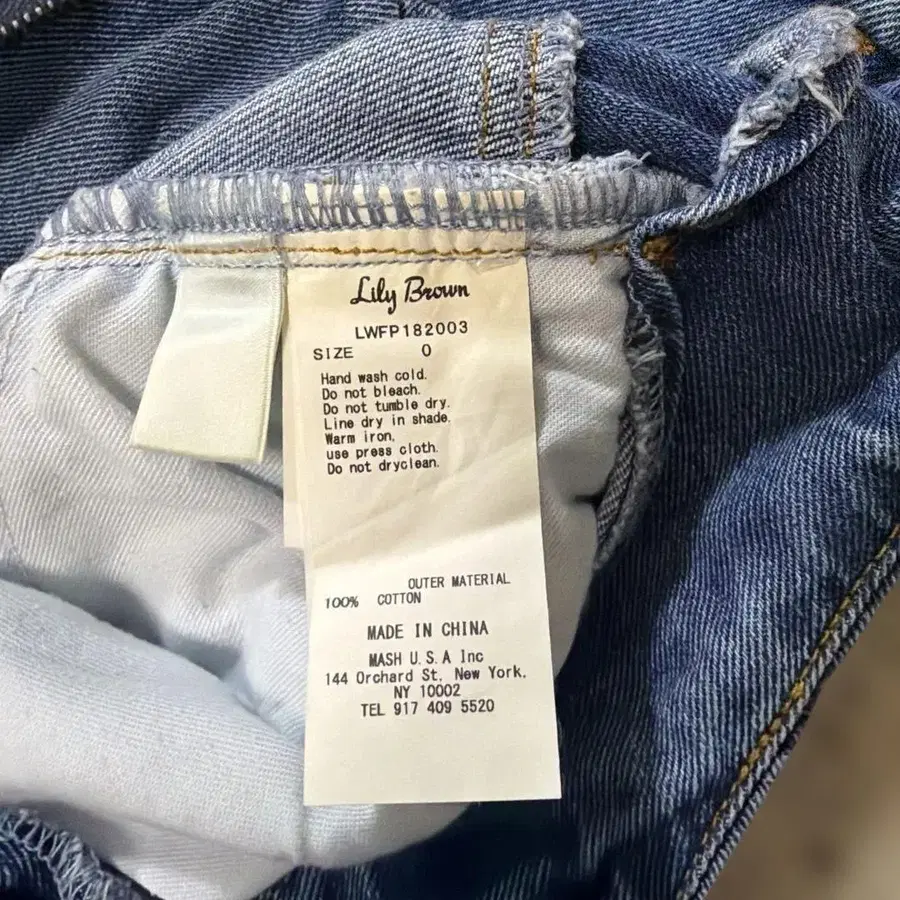 Lily Brown
LWFP182003
SIZE 0
Hand wash cold.
Do not bleach.
Do not tumble dry.
Line dry in shade.
Warm iron,
use press cloth.
Do not dryclean.
OUTER MATERIAL
100% COTTON
MADE IN CHINA
MASH U.S.A Inc
144 Orchard St, New York.
NY 10002
TEL 917 409 5520